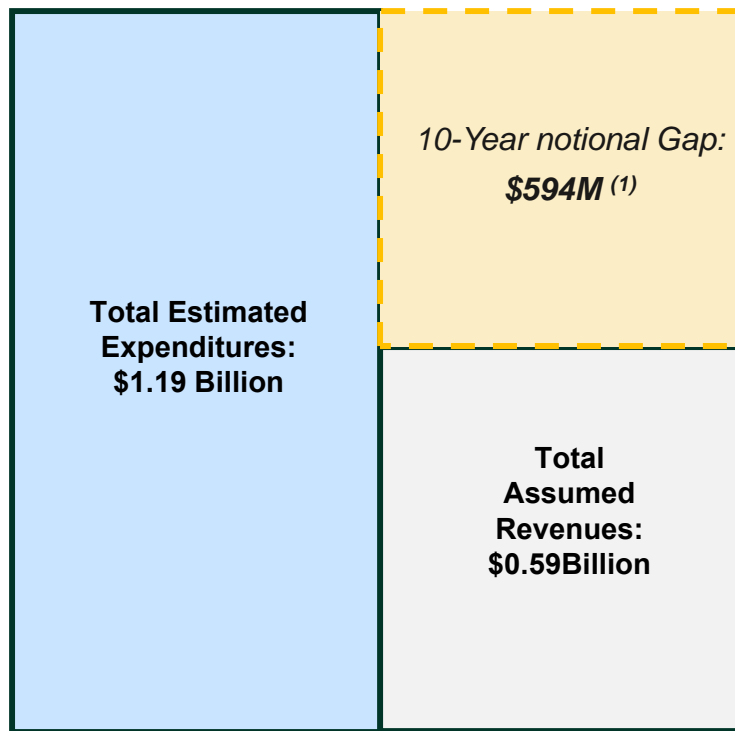 10-Year notional Gap:
$594M (1)
Total Estimated
Expenditures:
$1.19 Billion
Total
Assumed
Revenues:
$0.59Billion